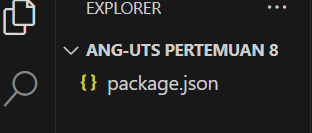 EXPLORER ...
ANG-UTS PERTEMUAN 8
{} package.json